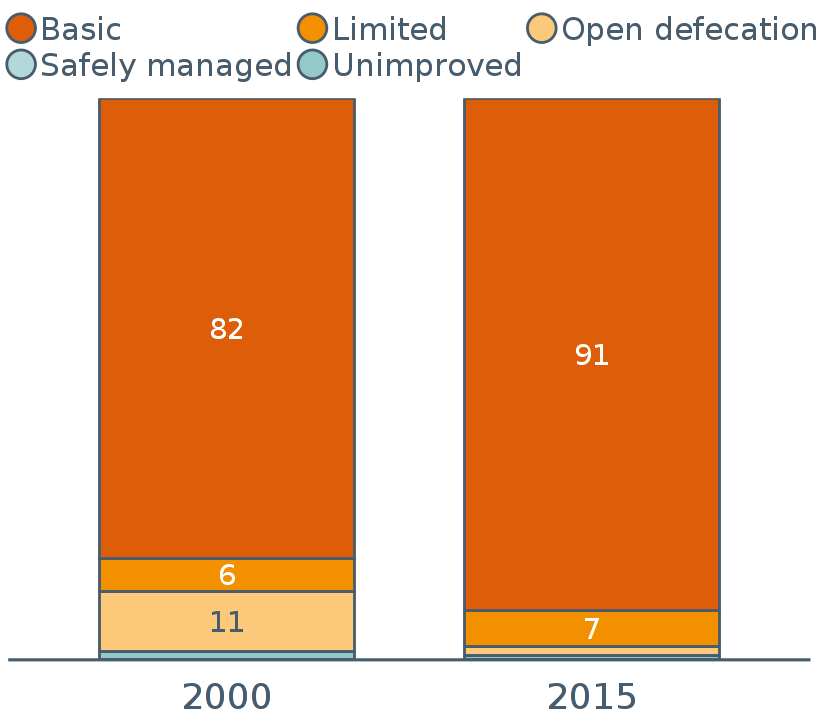 Basic Limited Open defecation
Safely managed Unimproved
82 91
6 7
11
2000 2015